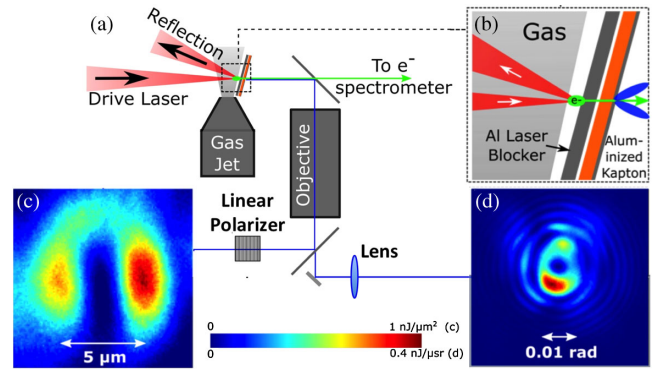 (a)
Reflection
Drive Laser
Gas
Jet
To e⁻
spectrometer
Objective
(b)
Gas
e-
Al Laser
Blocker
Alum-
inized
Kapton
(c)
5 μm
Linear
Polarizer
Lens
0
1 nJ/μm² (c)
0
0.4 nJ/μsr (d)
(d)
0.01 rad